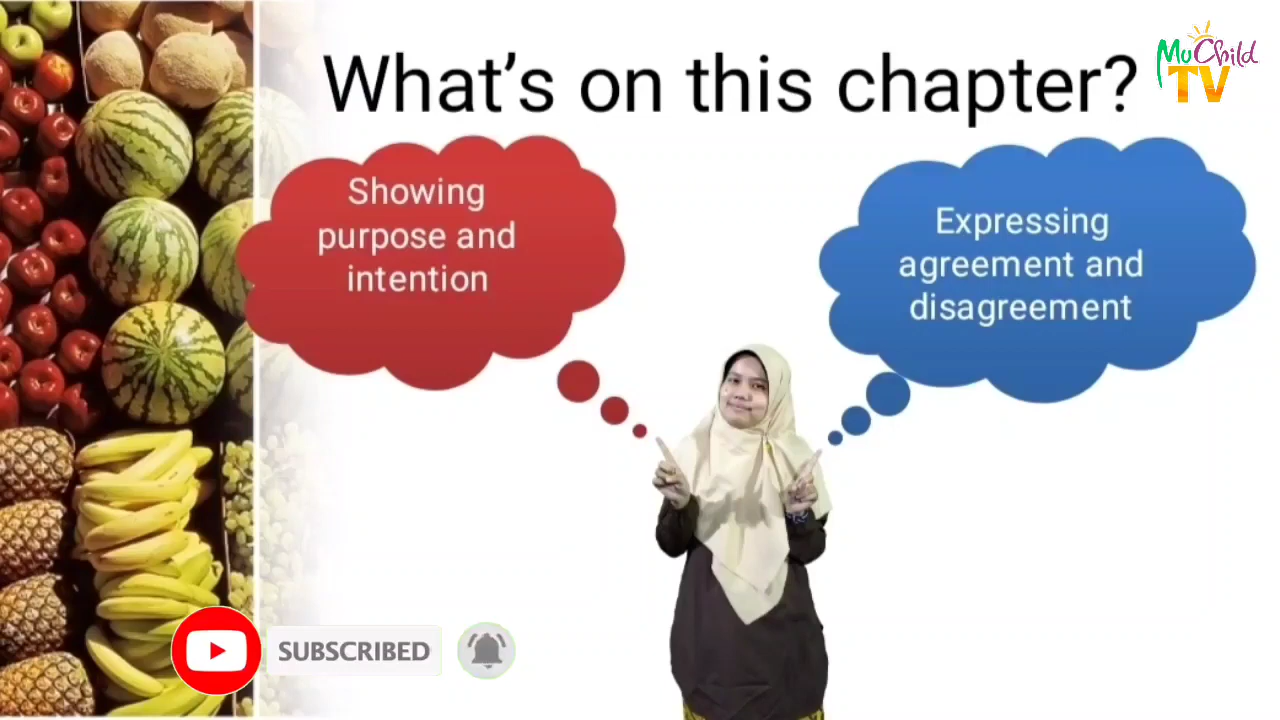 What's on this chapter?
MuChild
TV
Showing
purpose and
intention
Expressing
agreement and
disagreement
SUBSCRIBED